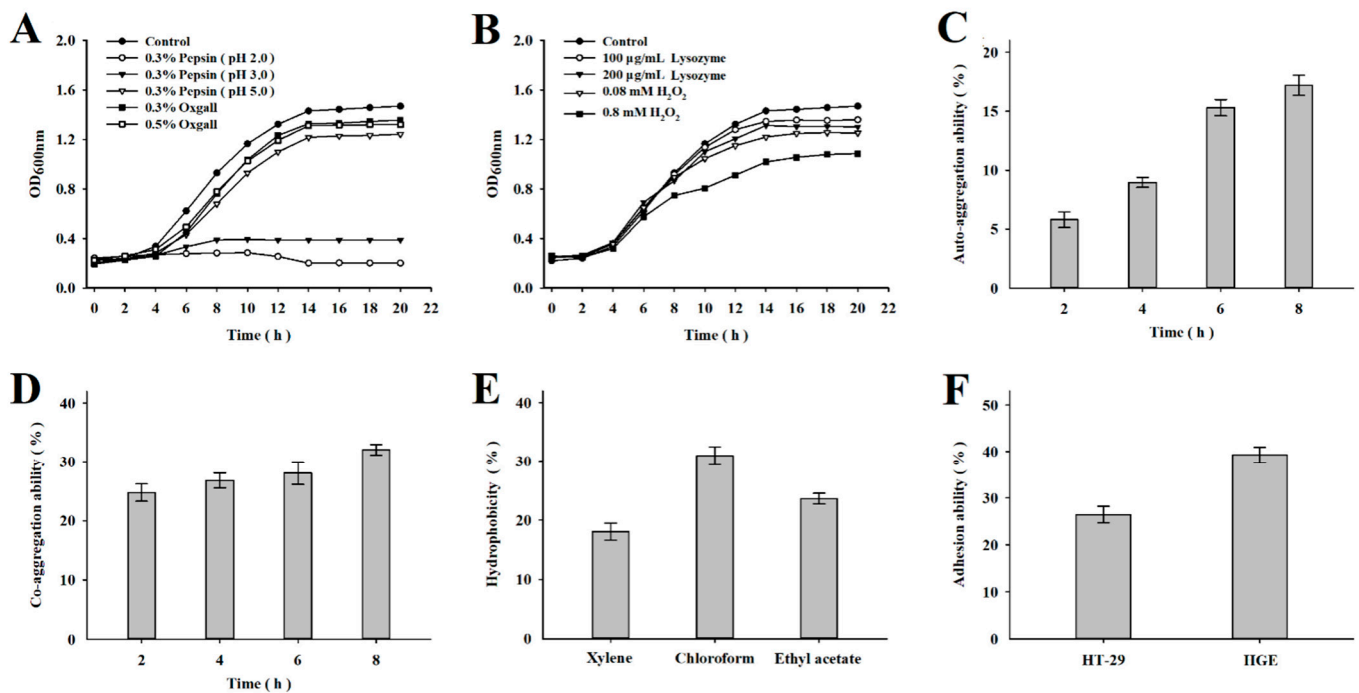 A
2.0
1.6
1.2
0.8
0.4
0.0
OD600nm
Control
0.3% Pepsin ( pH 2.0 )
0.3% Pepsin ( pH 3.0 )
0.3% Pepsin ( pH 5.0 )
0.3% Oxgall
0.5% Oxgall
0 2 4 6 8 10 12 14 16 18 20 22
Time ( h )
B
2.0
1.6
1.2
0.8
0.4
0.0
OD600nm
Control
100 µg/mL Lysozyme
200 µg/mL Lysozyme
0.08 mM H₂O₂
0.8 mM H₂O₂
0 2 4 6 8 10 12 14 16 18 20 22
Time ( h )
C
20
15
10
5
0
Auto-aggregation ability ( % )
2 4 6 8
Time ( h )
D
40
30
20
10
0
Co-aggregation ability ( % )
2 4 6 8
Time ( h )
E
40
30
20
10
0
Hydrophobicity ( % )
Xylene Chloroform Ethyl acetate
F
50
40
30
20
10
0
Adhesion ability ( % )
HT-29 IIGE